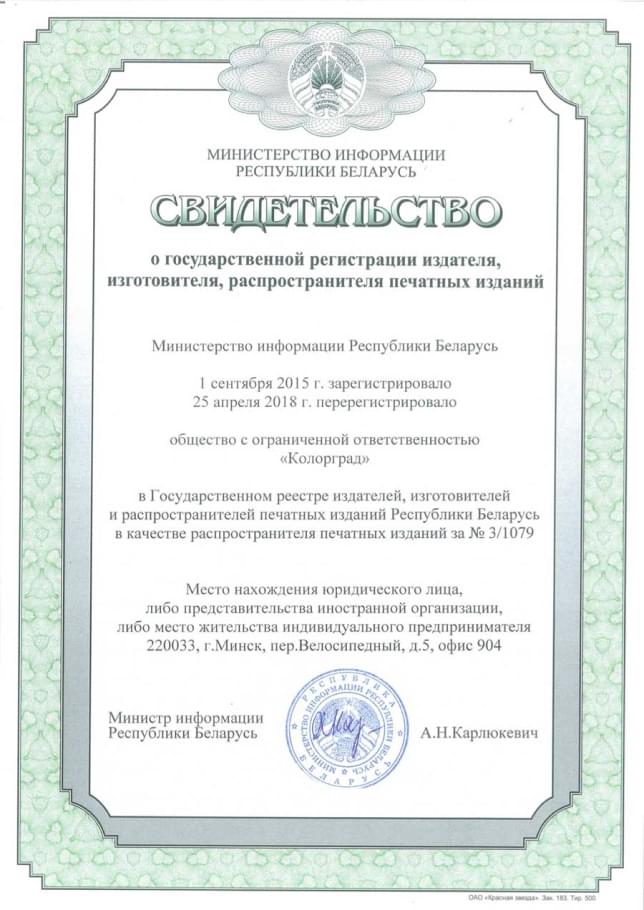 МИНИСТЕРСТВО ИНФОРМАЦИИ
РЕСПУБЛИКИ БЕЛАРУСЬ
СВИДЕТЕЛЬСТВО
о государственной регистрации издателя,
изготовителя, распространителя печатных изданий
Министерство информации Республики Беларусь
1 сентября 2015 г. зарегистрировало
25 апреля 2018 г. перерегистрировало
общество с ограниченной ответственностью
«Колорград»
в Государственном реестре издателей, изготовителей
и распространителей печатных изданий Республики Беларусь
в качестве распространителя печатных изданий за № 3/1079
Место нахождения юридического лица,
либо представительства иностранной организации,
либо место жительства индивидуального предпринимателя
220033, г.Минск, пер.Велосипедный, д.5, офис 904
Министр информации
Республики Беларусь
РЕСПУБЛИКА БЕЛАРУСЬ
МИНИСТЕРСТВО ИНФОРМАЦИИ РЕСПУБЛИКИ БЕЛАРУСЬ
А.Н.Карлюкевич
ОАО «Красная звезда». Зак. 183. Тир. 500.